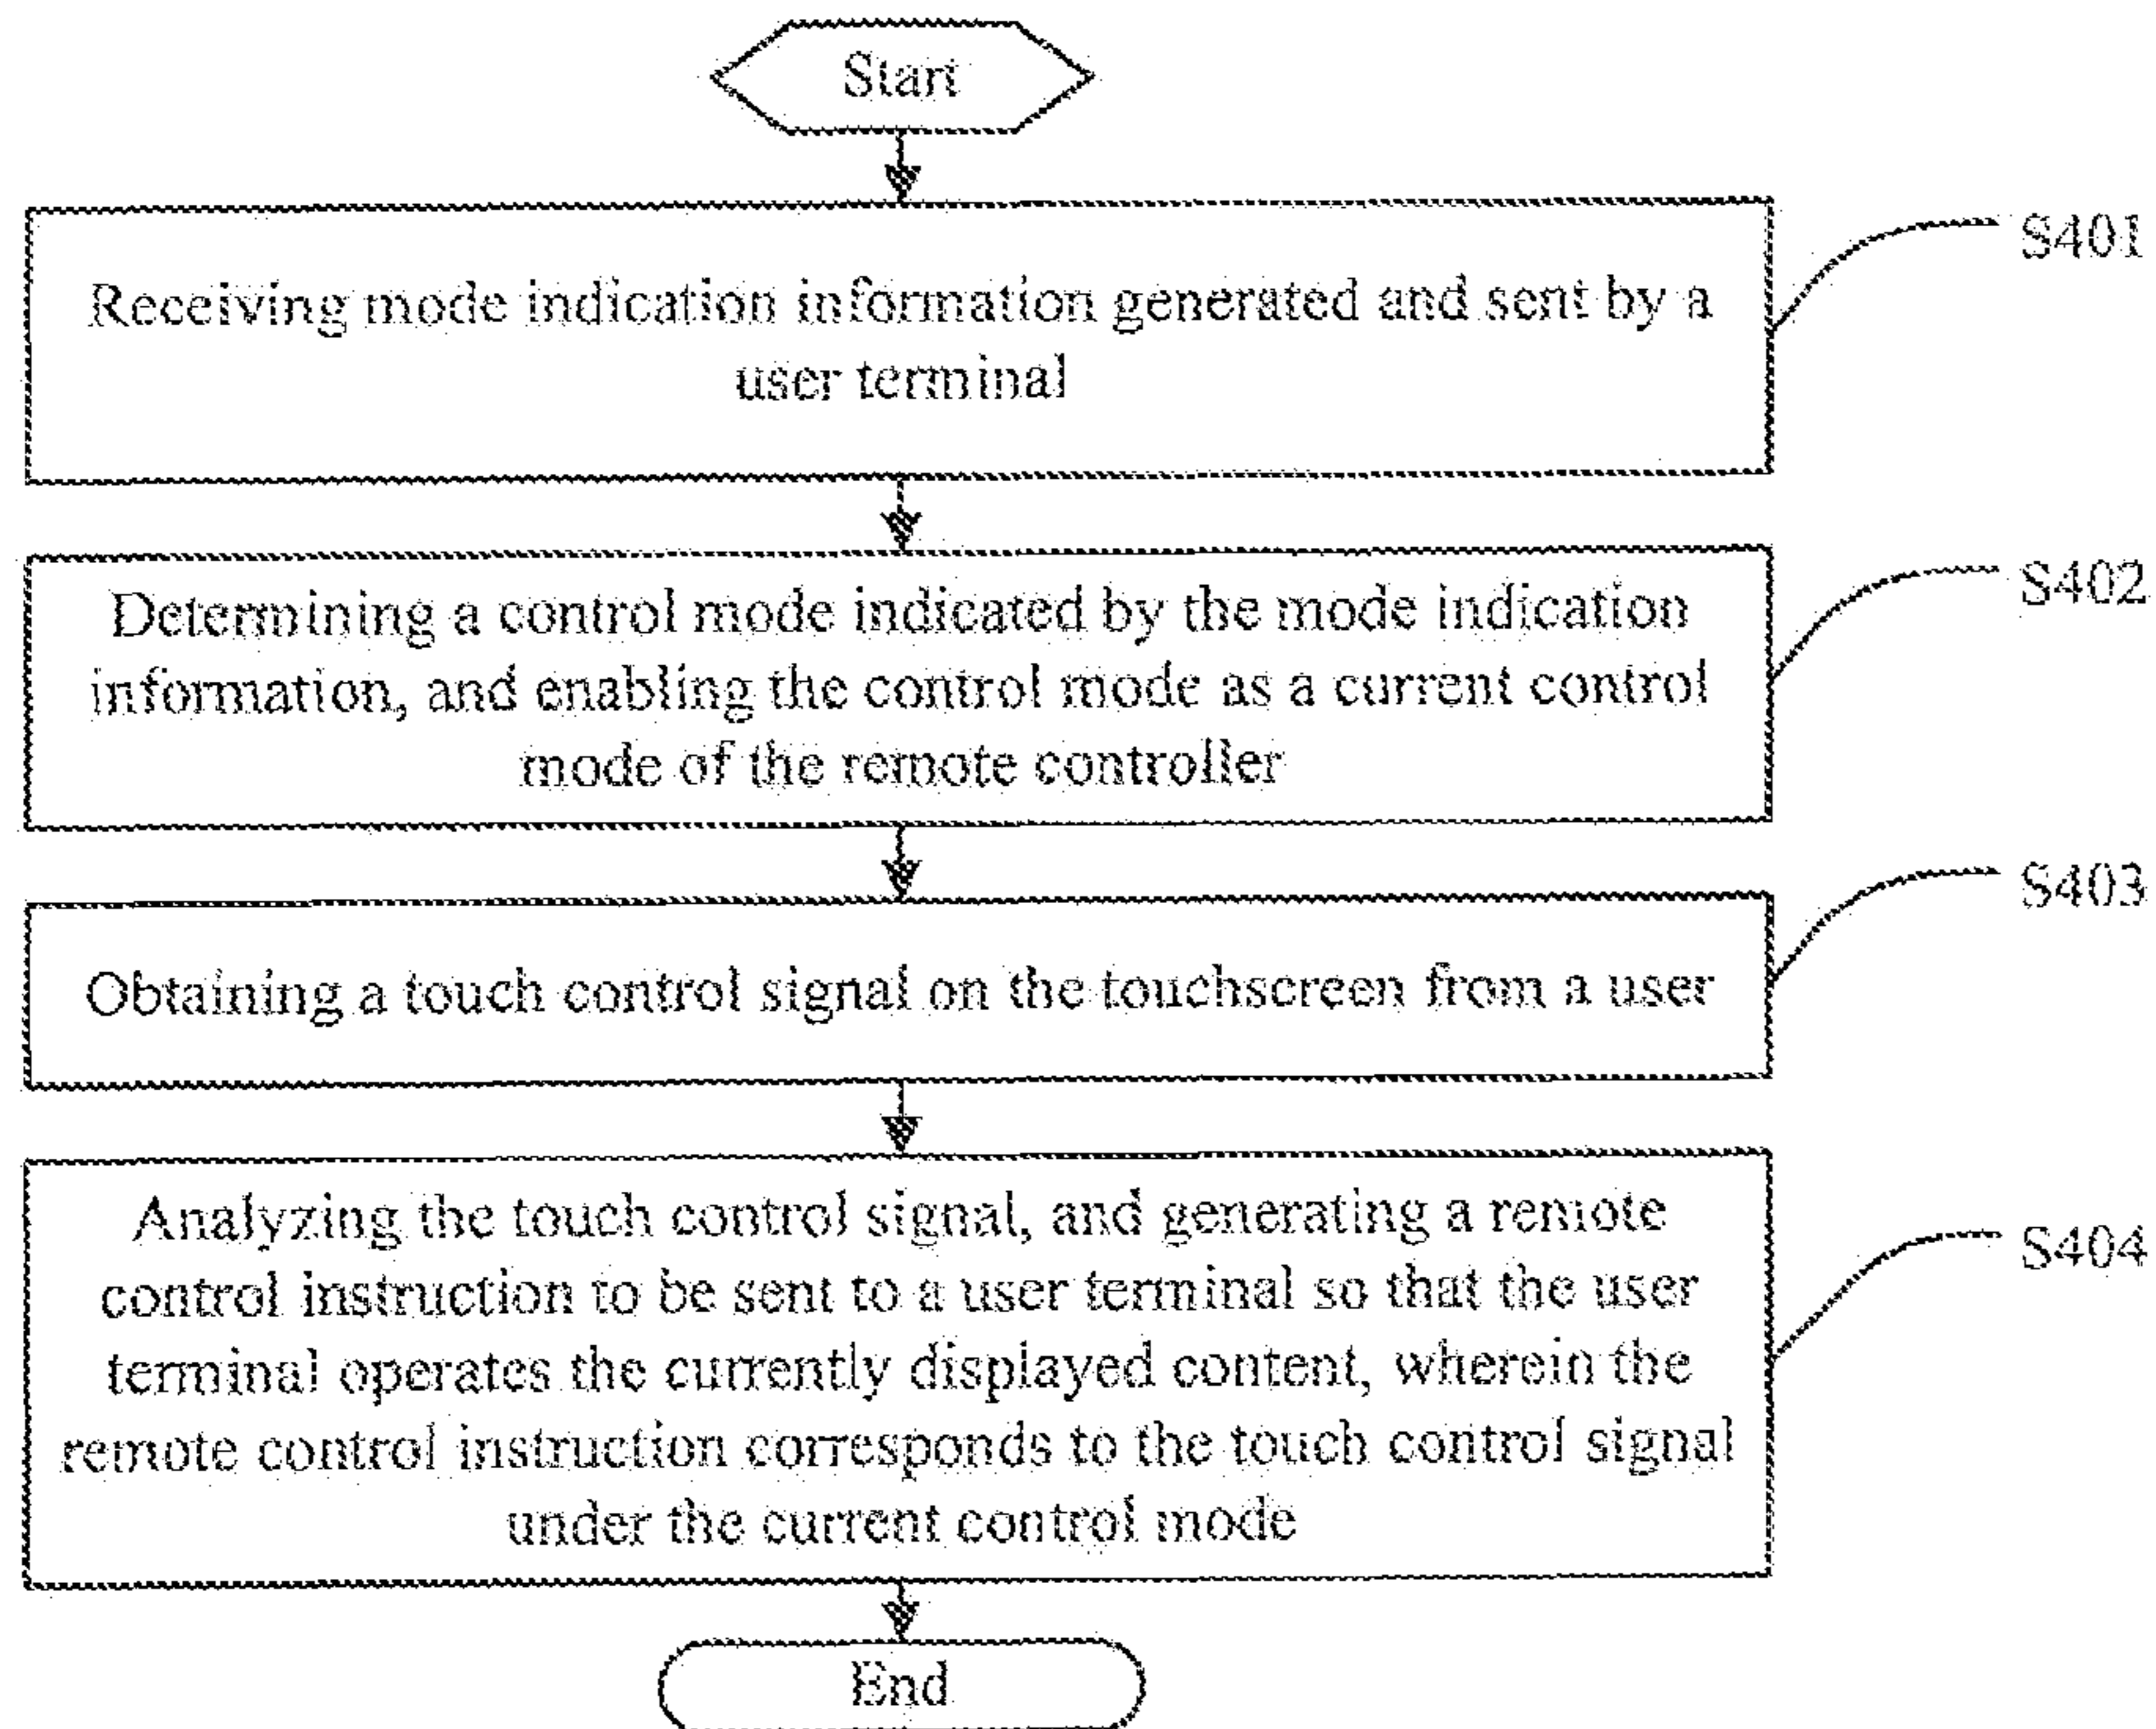 Start
S401
Receiving mode indication information generated and sent by a
user terminal
S402
Determining a control mode indicated by the mode indication
information, and enabling the control mode as a current control
mode of the remote controller
S403
Obtaining a touch control signal on the touchscreen from a user
S404
Analyzing the touch control signal, and generating a remote
control instruction to be sent to a user terminal so that the user
terminal operates the currently displayed content, wherein the
remote control instruction corresponds to the touch control signal
under the current control mode
End